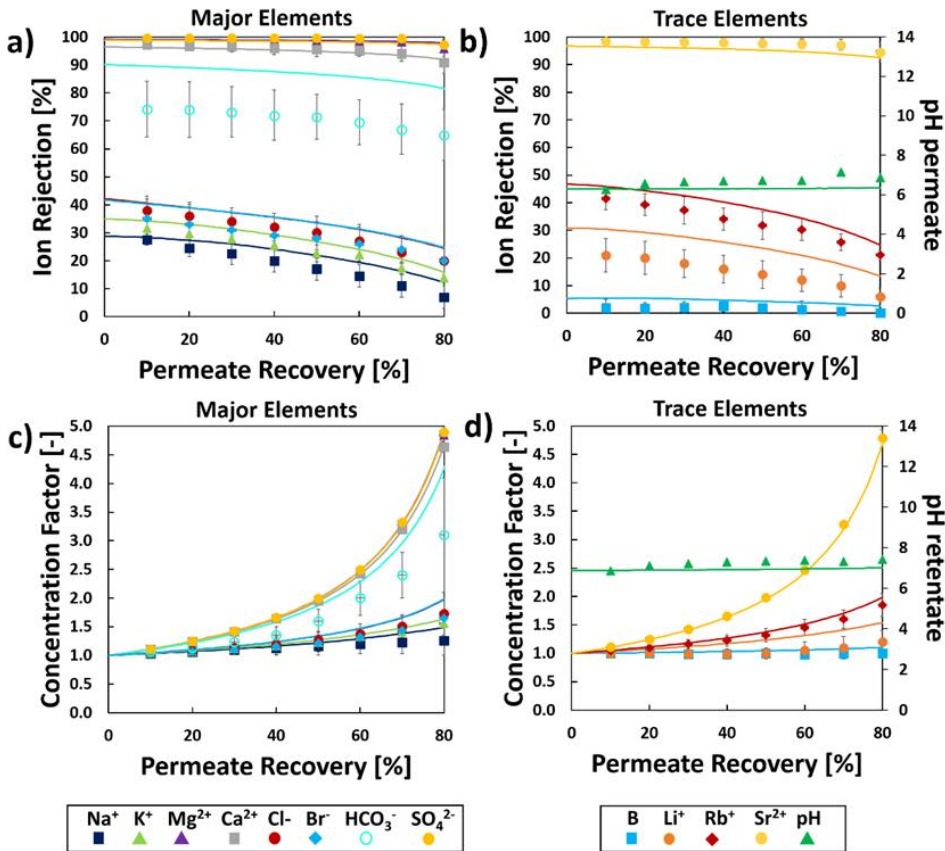 a)
Major Elements
Ion Rejection [%]
100
90
80
70
60
50
40
30
20
10
0
0 20 40 60 80
Permeate Recovery [%]
b)
Trace Elements
Ion Rejection [%]
100
90
80
70
60
50
40
30
20
10
0
14
12
10
8
6
4
2
0
pH permeate
0 20 40 60 80
Permeate Recovery [%]
c)
Major Elements
Concentration Factor [-]
5.0
4.5
4.0
3.5
3.0
2.5
2.0
1.5
1.0
0.5
0.0
0 20 40 60 80
Permeate Recovery [%]
d)
Trace Elements
Concentration Factor [-]
5.0
4.5
4.0
3.5
3.0
2.5
2.0
1.5
1.0
0.5
0.0
14
13
12
11
10
9
8
7
6
5
4
3
2
1
0
pH retentate
0 20 40 60 80
Permeate Recovery [%]
Na⁺ K⁺ Mg²⁺ Ca²⁺ Cl- Br⁻ HCO₃⁻ SO₄²⁻
B Li⁺ Rb⁺ Sr²⁺ pH